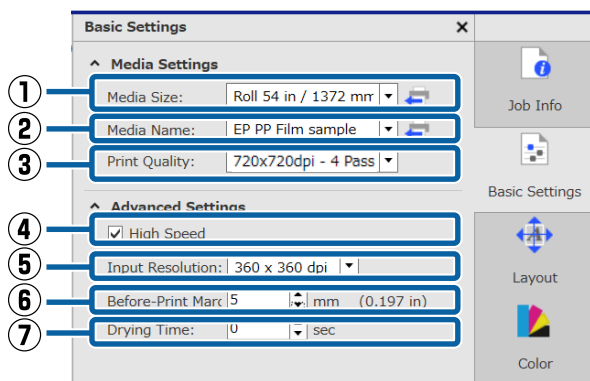 Basic Settings ×
Media Settings
Job Info
① Media Size: Roll 54 in / 1372 mm
② Media Name: EP PP Film sample
③ Print Quality: 720x720dpi - 4 Pass
Basic Settings
Advanced Settings
④ High Speed
⑤ Input Resolution: 360 x 360 dpi
Layout
⑥ Before-Print Marg 5 mm (0.197 in)
⑦ Drying Time: 0 sec
Color